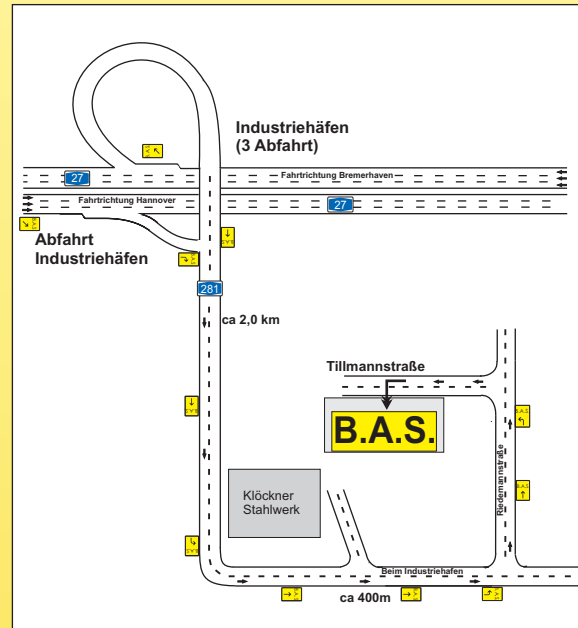 Industriehäfen
(3 Abfahrt)
27
Fahrtrichtung Bremerhaven
Fahrtrichtung Hannover
27
Abfahrt
Industriehäfen
281
ca 2,0 km
Tillmannstraße
B.A.S.
B.A.S
B.A.S
Riedemannstraße
Klöckner
Stahlwerk
Beim Industriehafen
ca 400m